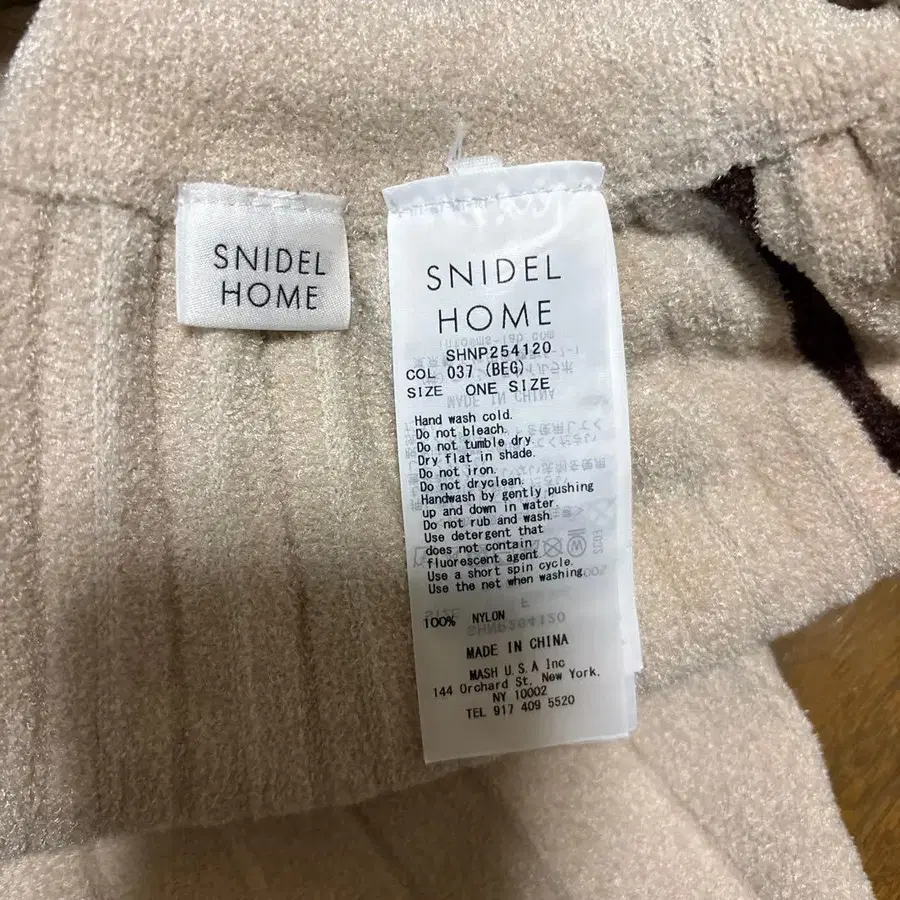 SNIDEL
HOME
SNIDEL
HOME
SHNP254120
COL 037 (BEG)
SIZE ONE SIZE
Hand wash cold.
Do not bleach.
Do not tumble dry.
Dry flat in shade.
Do not iron.
Do not dryclean.
Handwash by gently pushing
up and down in water.
Do not rub and wash.
Use detergent that
does not contain
fluorescent agent.
Use a short spin cycle.
Use the net when washing.
100% NYLON
MADE IN CHINA
MASH U.S.A Inc
144 Orchard St, New York,
NY 10002
TEL 917 409 5520